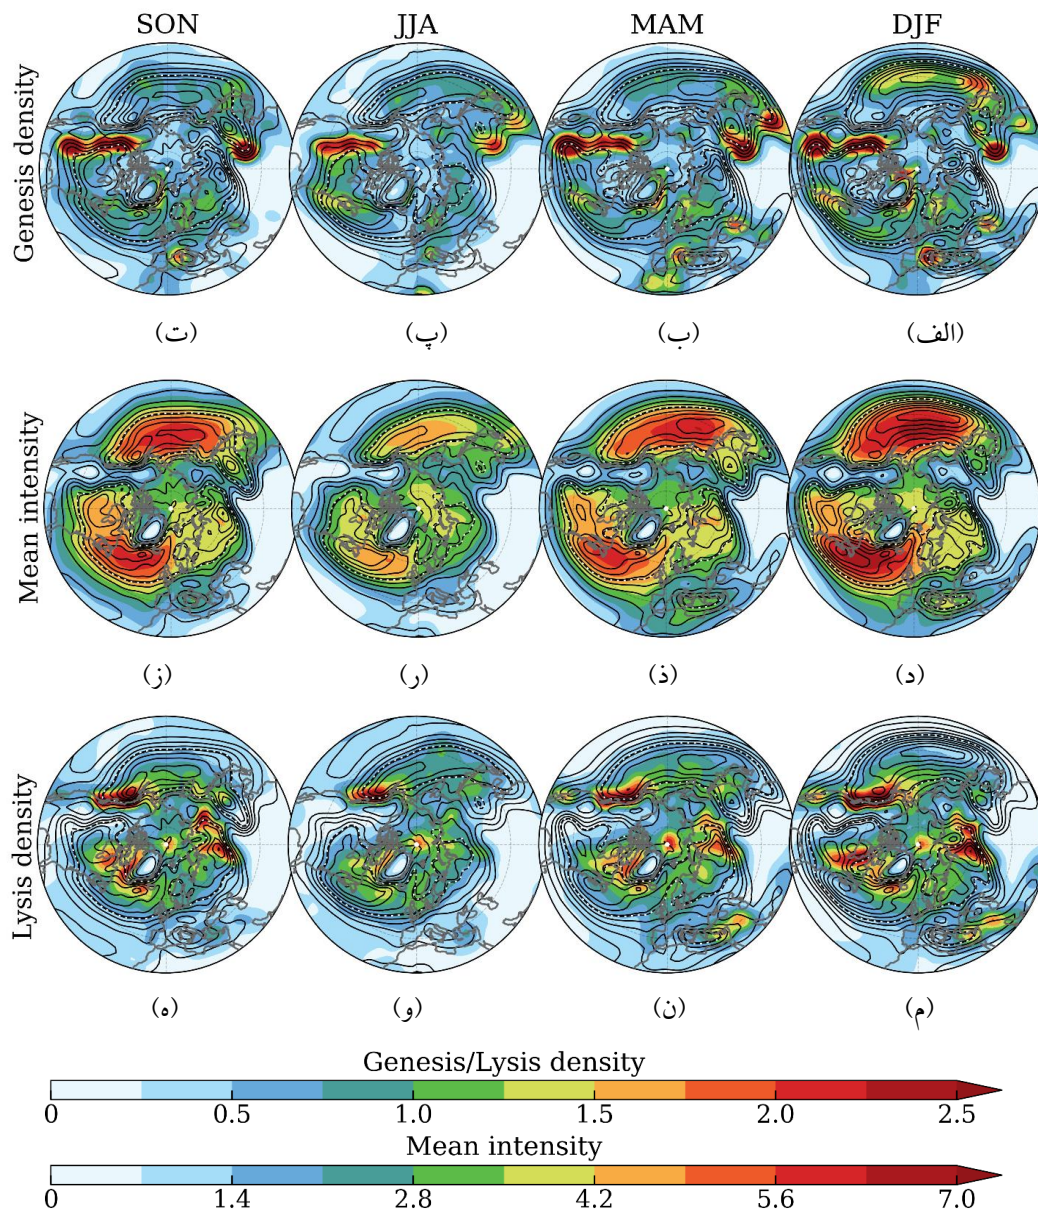 SON JJA MAM DJF
Genesis density
(ت) (پ) (ب) (الف)
Mean intensity
(ز) (ر) (ذ) (د)
Lysis density
(ه) (و) (ن) (م)
Genesis/Lysis density
0 0.5 1.0 1.5 2.0 2.5
Mean intensity
0 1.4 2.8 4.2 5.6 7.0